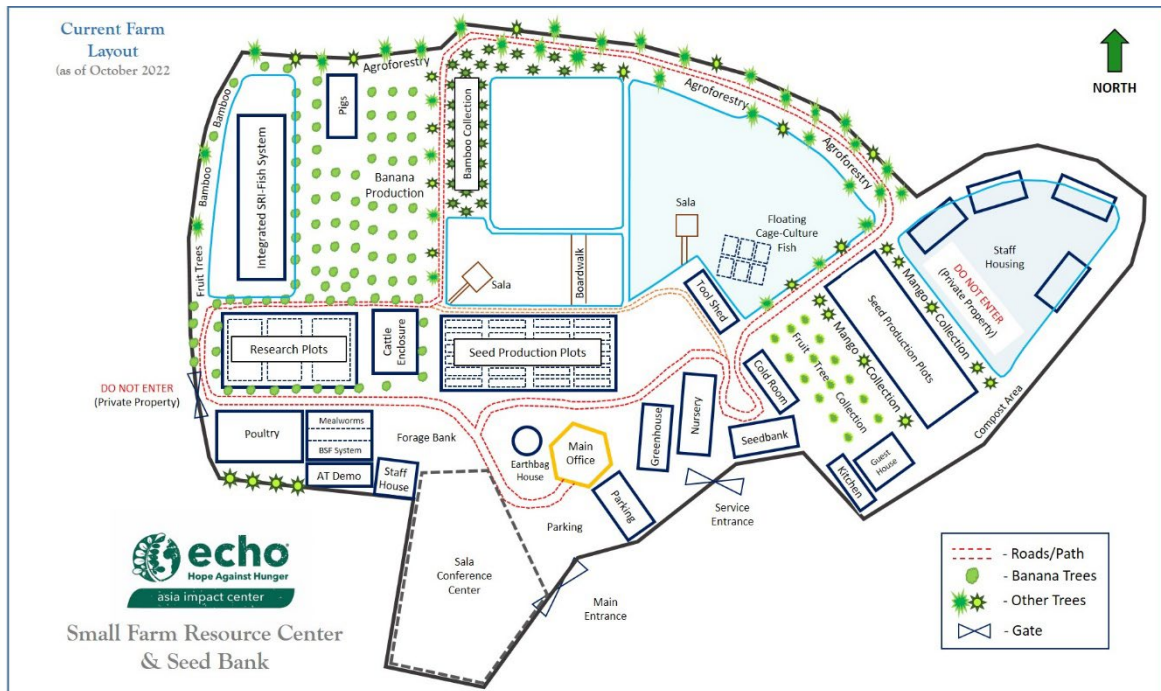 Current Farm
Layout
(as of October 2022
NORTH
Agroforestry
Agroforestry
Agroforestry
Bamboo
Bamboo
Fruit Trees
Integrated SRI-Fish System
Pigs
Banana
Production
Bamboo Collection
Sala
Boardwalk
Sala
Floating
Cage-Culture
Fish
Tool Shed
Staff
Housing
DO NOT ENTER
(Private Property)
Mango Collection
Seed Production Plots
Mango Collection
Fruit Tree
Collection
Compost Area
Research Plots
Cattle
Enclosure
Seed Production Plots
DO NOT ENTER
(Private Property)
Poultry
Mealworms
BSF System
AT Demo
Staff
House
Forage Bank
Earthbag
House
Main
Office
Greenhouse
Nursery
Cold Room
Seedbank
Kitchen
Guest
House
Parking
Parking
Service
Entrance
Main
Entrance
Sala
Conference
Center
echo
Hope Against Hunger
asia impact center
Small Farm Resource Center
& Seed Bank
- Roads/Path
- Banana Trees
- Other Trees
- Gate